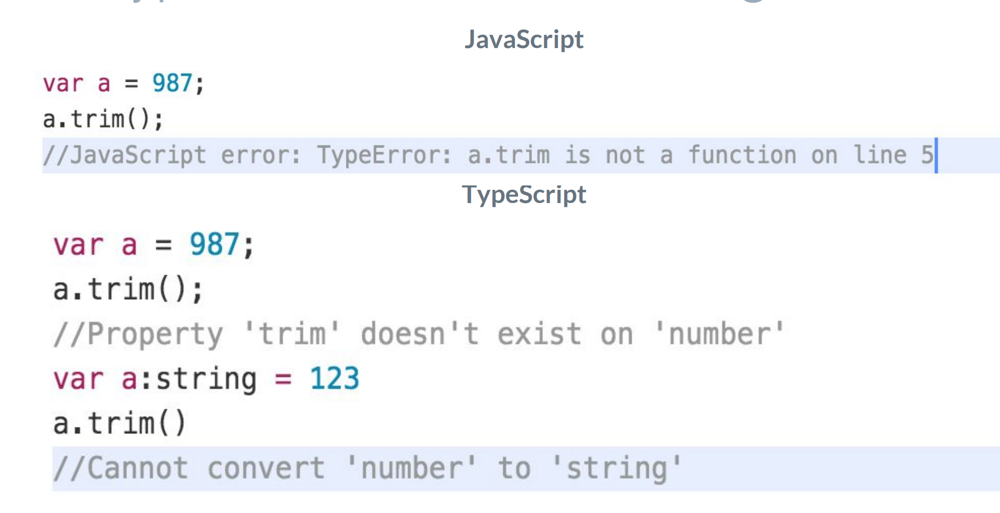 JavaScript
var a = 987;
a.trim();
//JavaScript error: TypeError: a.trim is not a function on line 5
TypeScript
var a = 987;
a.trim();
//Property 'trim' doesn't exist on 'number'
var a:string = 123
a.trim()
//Cannot convert 'number' to 'string'